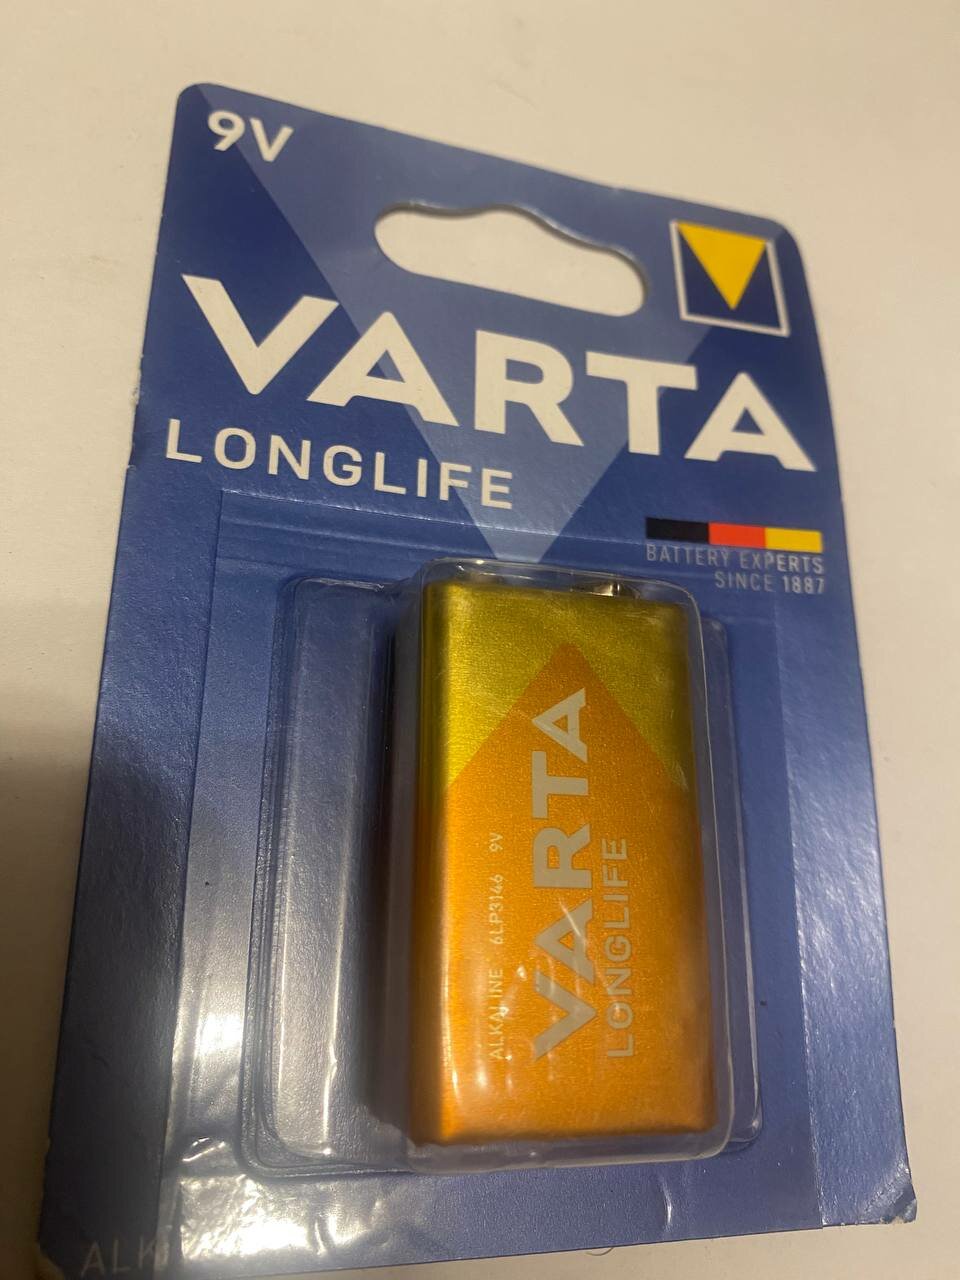 9V
VARTA
LONGLIFE
BATTERY EXPERTS
SINCE 1887
VARTA
LONGLIFE
ALKALINE - 6LP3146 9V